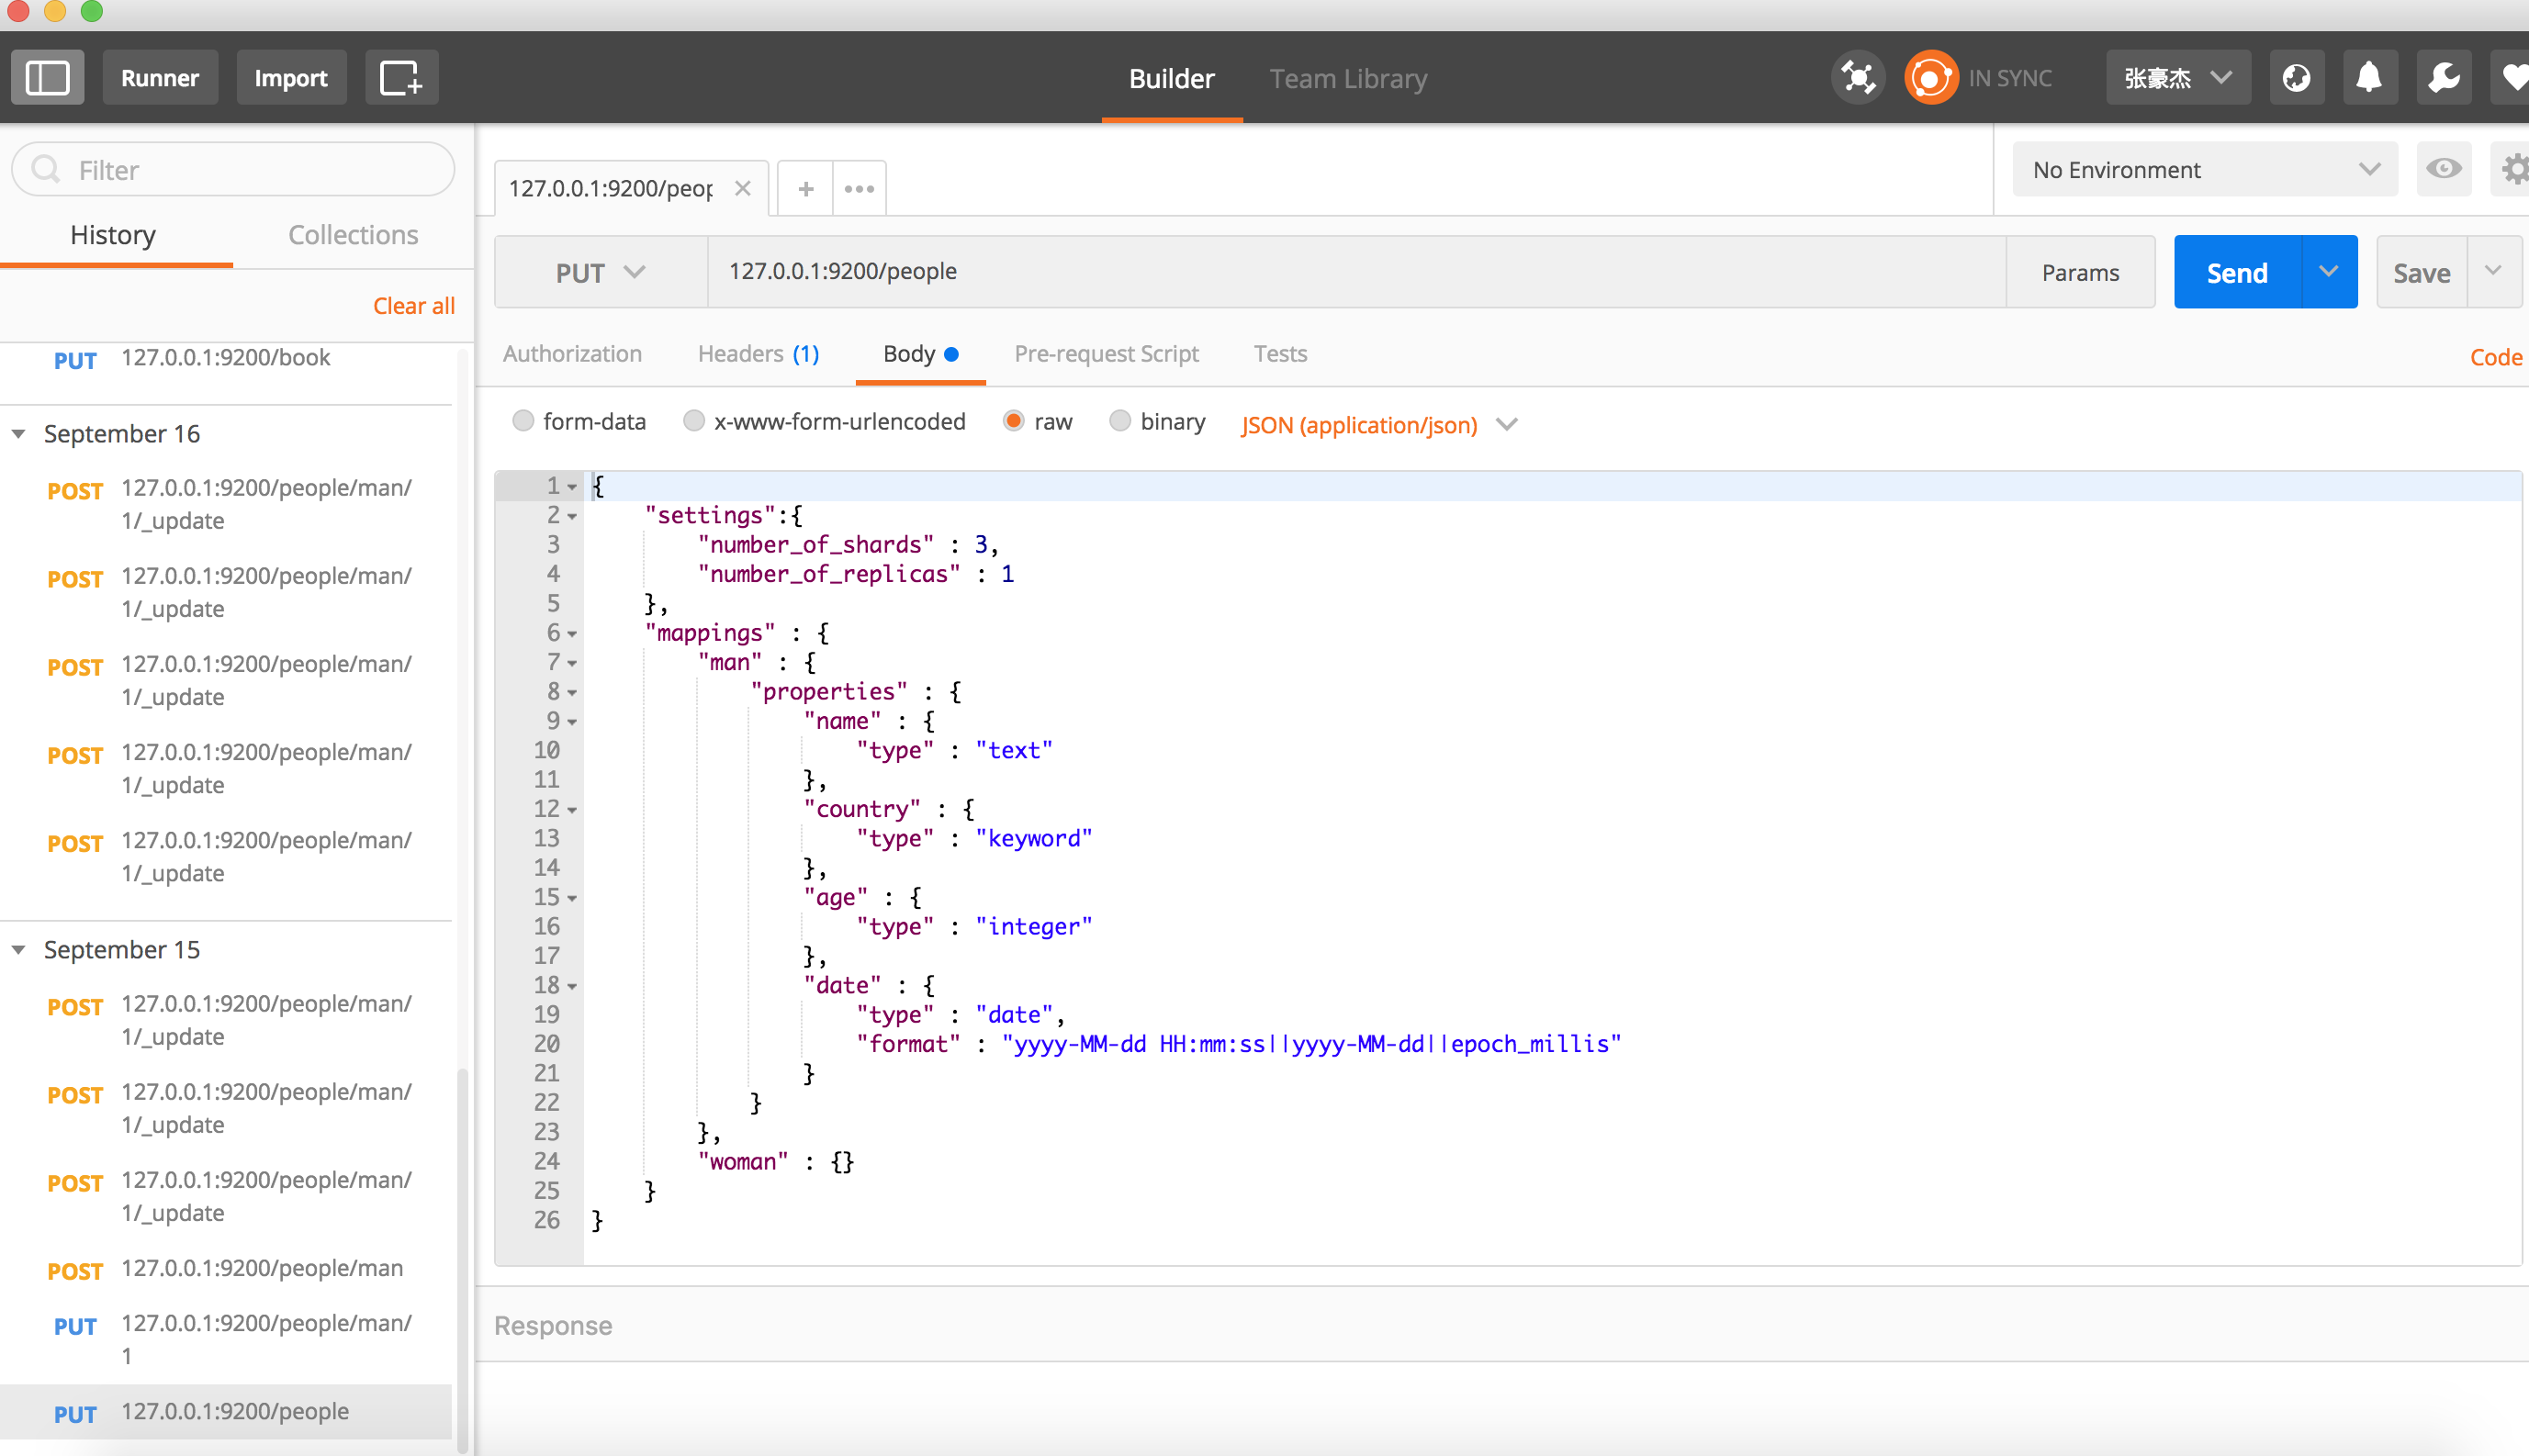 Runner Import Builder Team Library IN SYNC 张豪杰
Filter
History Collections
Clear all
PUT 127.0.0.1:9200/book
September 16
POST 127.0.0.1:9200/people/man/
1/_update
POST 127.0.0.1:9200/people/man/
1/_update
POST 127.0.0.1:9200/people/man/
1/_update
POST 127.0.0.1:9200/people/man/
1/_update
POST 127.0.0.1:9200/people/man/
1/_update
September 15
POST 127.0.0.1:9200/people/man/
1/_update
POST 127.0.0.1:9200/people/man/
1/_update
POST 127.0.0.1:9200/people/man/
1/_update
POST 127.0.0.1:9200/people/man
PUT 127.0.0.1:9200/people/man/
1
PUT 127.0.0.1:9200/people
127.0.0.1:9200/peop
No Environment
PUT 127.0.0.1:9200/people Params Send Save
Authorization Headers (1) Body Pre-request Script Tests Code
form-data x-www-form-urlencoded raw binary JSON (application/json)
1 {
2 "settings":{
3 "number_of_shards" : 3,
4 "number_of_replicas" : 1
5 },
6 "mappings" : {
7 "man" : {
8 "properties" : {
9 "name" : {
10 "type" : "text"
11 },
12 "country" : {
13 "type" : "keyword"
14 },
15 "age" : {
16 "type" : "integer"
17 },
18 "date" : {
19 "type" : "date",
20 "format" : "yyyy-MM-dd HH:mm:ss||yyyy-MM-dd||epoch_millis"
21 }
22 }
23 },
24 "woman" : {}
25 }
26 }
Response